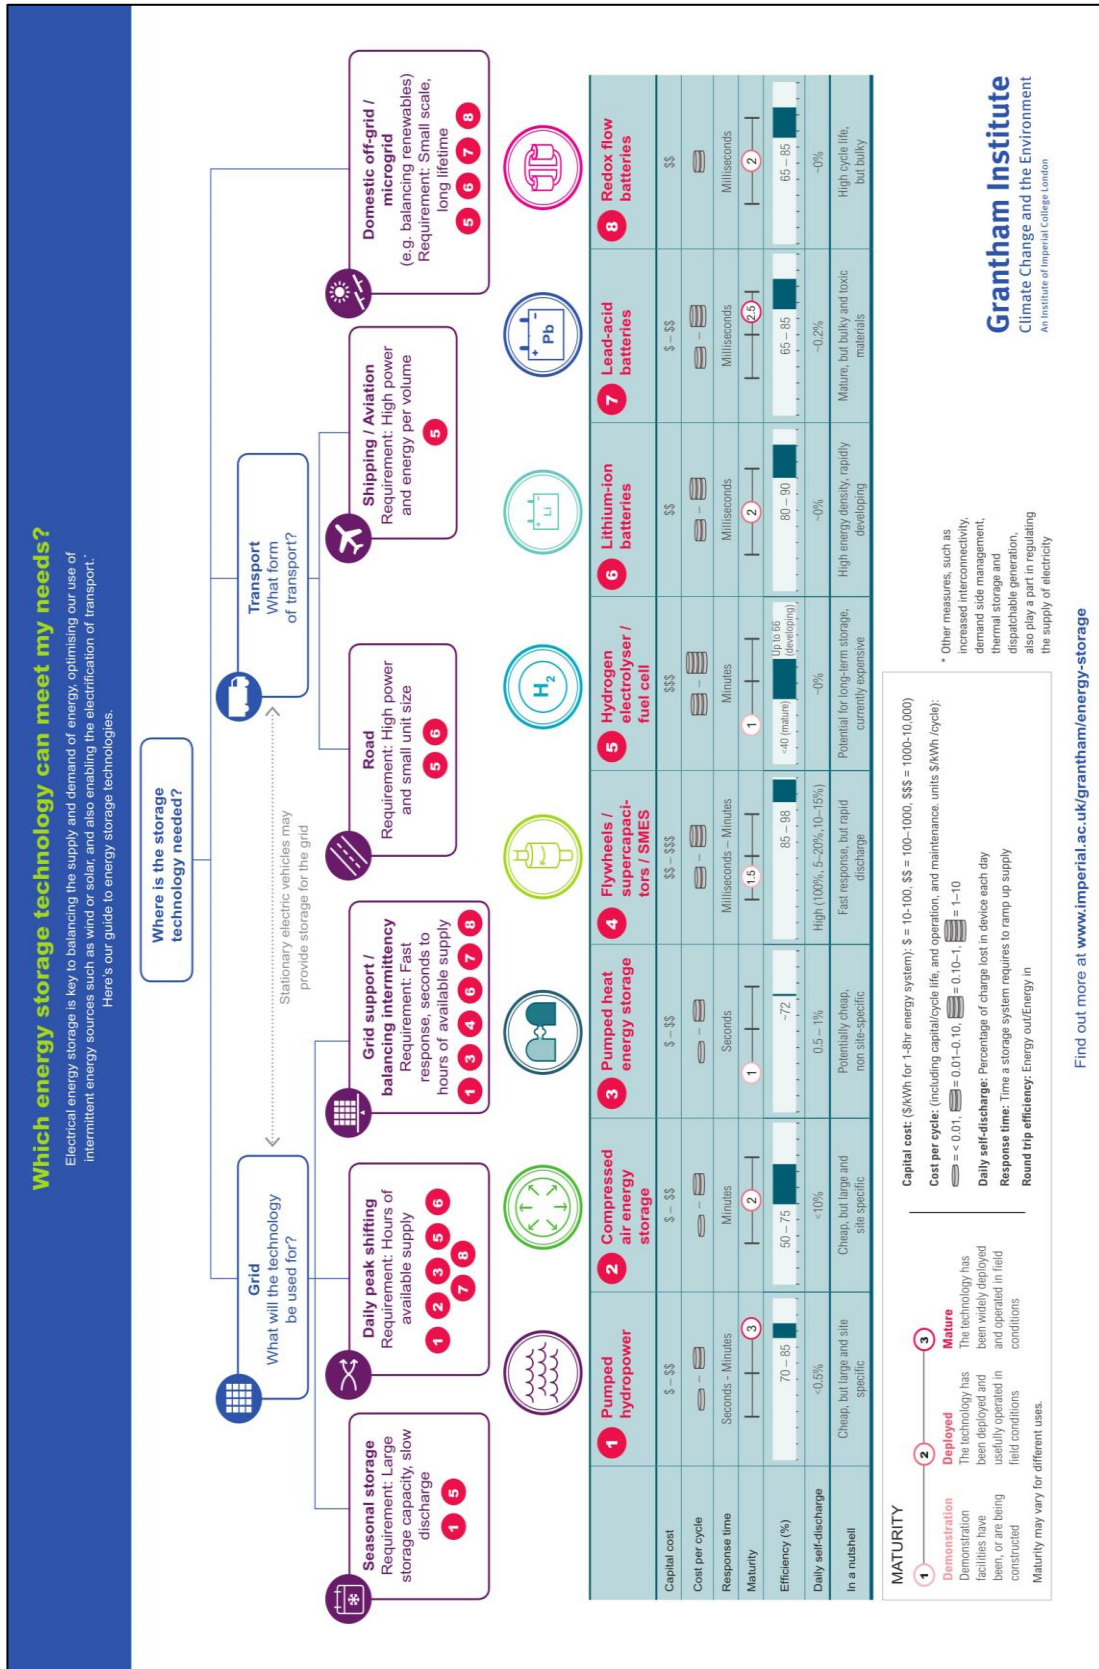 Which energy storage technology can meet my needs?
Electrical energy storage is key to balancing the supply and demand of energy, optimising our use of
intermittent energy sources such as wind or solar, and also enabling the electrification of transport.*
Here's our guide to energy storage technologies.
Where is the storage
technology needed?
Stationary electric vehicles may
provide storage for the grid
Grid
What will the technology
be used for?
Transport
What form
of transport?
Seasonal storage
Requirement: Large
storage capacity, slow
discharge
1 5
Daily peak shifting
Requirement: Hours of
available supply
1 2 3 5 6
7 8
Grid support /
balancing intermittency
Requirement: Fast
response, seconds to
hours of available supply
1 3 4 6 7 8
Road
Requirement: High power
and small unit size
5 6
Shipping / Aviation
Requirement: High power
and energy per volume
5
Domestic off-grid /
microgrid
(e.g. balancing renewables)
Requirement: Small scale,
long lifetime
5 6 7 8
H2
Li
Pb
1 Pumped
hydropower
2 Compressed
air energy
storage
3 Pumped heat
energy storage
4 Flywheels /
supercapaci-
tors / SMES
5 Hydrogen
electrolyser /
fuel cell
6 Lithium-ion
batteries
7 Lead-acid
batteries
8 Redox flow
batteries
Capital cost
$ – $$
$ – $$
$ – $$
$$ – $$$
$$$
$$
$ – $$
$$
Cost per cycle
Response time
Seconds - Minutes
Minutes
Seconds
Milliseconds – Minutes
Minutes
Milliseconds
Milliseconds
Milliseconds
Maturity
3
2
1
1.5
1
2
2.5
2
Efficiency (%)
70 – 85
50 – 75
~72
85 – 98
<40 (mature)
Up to 66
(developing)
80 – 90
65 – 85
65 – 85
Daily self-discharge
<0.5%
<10%
0.5 – 1%
High (100%, 5–20%,10–15%)
~0%
~0%
~0.2%
~0%
In a nutshell
Cheap, but large and site
specific
Cheap, but large and
site specific
Potentially cheap,
non site-specific
Fast response, but rapid
discharge
Potential for long-term storage,
currently expensive
High energy density, rapidly
developing
Mature, but bulky and toxic
materials
High cycle life,
but bulky
MATURITY
1 2 3
Demonstration
Demonstration
facilities have
been, or are being
constructed
Deployed
The technology has
been deployed and
usefully operated in
field conditions
Mature
The technology has
been widely deployed
and operated in field
conditions
Maturity may vary for different uses.
Capital cost: ($/kWh for 1-8hr energy system): $ = 10-100, $$ = 100-1000, $$$ = 1000-10,000)
Cost per cycle: (including capital/cycle life, and operation, and maintenance. units $/kWh /cycle):
= < 0.01, = 0.01–0.10, = 0.10–1, = 1–10
Daily self-discharge: Percentage of charge lost in device each day
Response time: Time a storage system requires to ramp up supply
Round trip efficiency: Energy out/Energy in
* Other measures, such as
increased interconnectivity,
demand side management,
thermal storage and
dispatchable generation,
also play a part in regulating
the supply of electricity
Grantham Institute
Climate Change and the Environment
An Institute of Imperial College London
Find out more at www.imperial.ac.uk/grantham/energy-storage